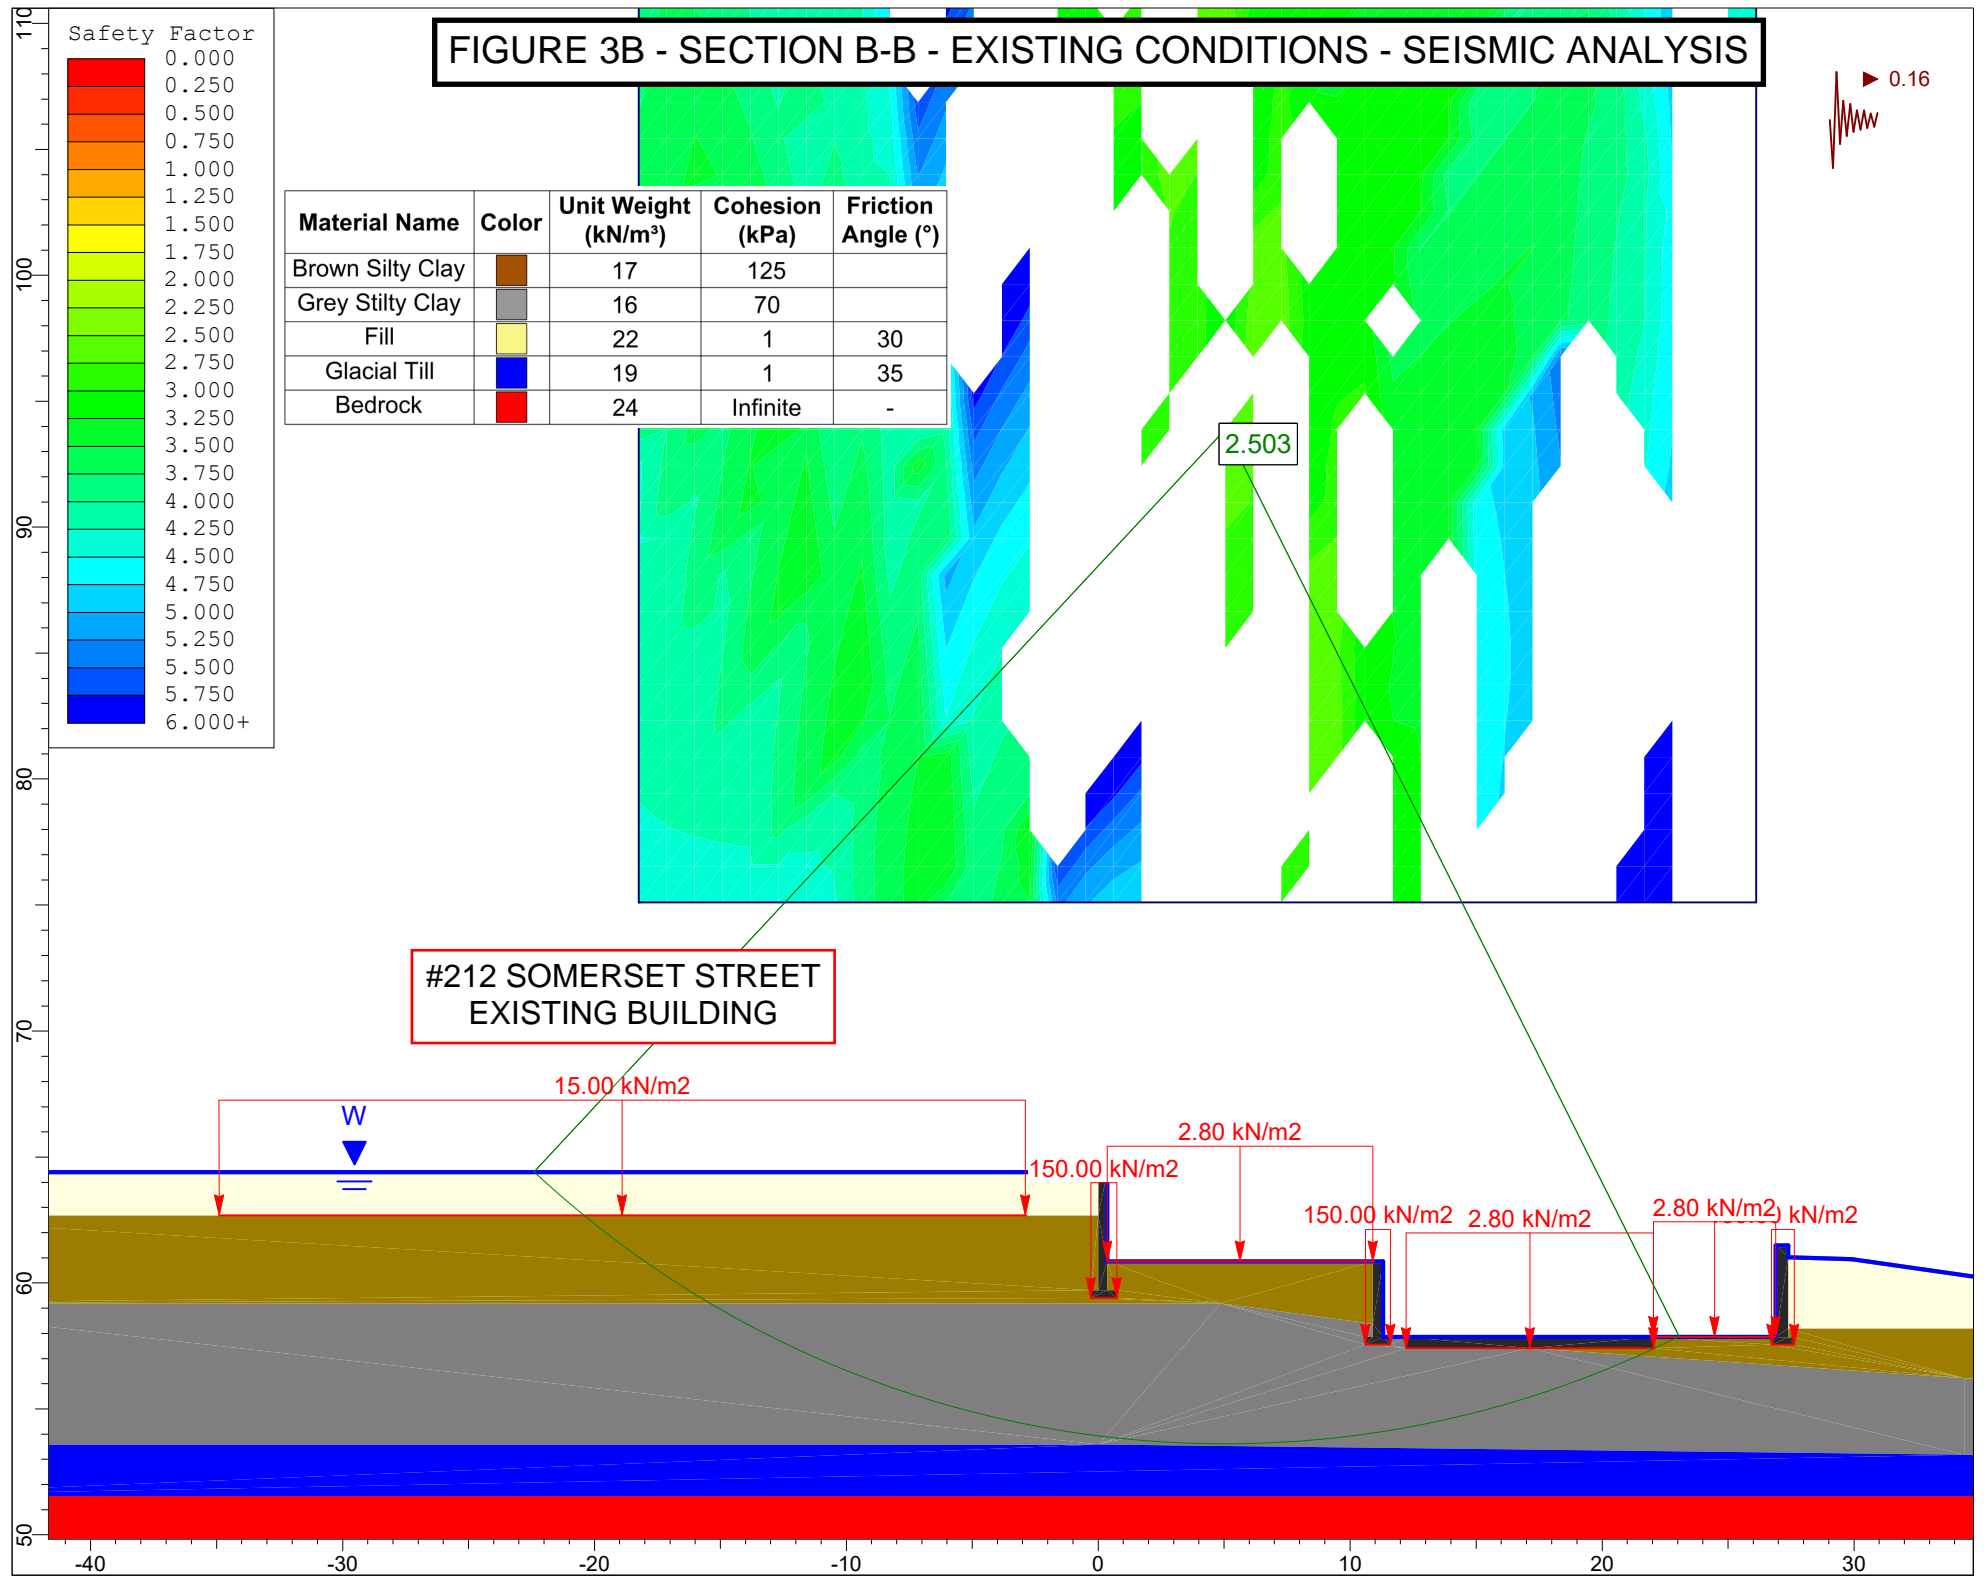 FIGURE 3B - SECTION B-B - EXISTING CONDITIONS - SEISMIC ANALYSIS
Safety Factor
0.000
0.250
0.500
0.750
1.000
1.250
1.500
1.750
2.000
2.250
2.500
2.750
3.000
3.250
3.500
3.750
4.000
4.250
4.500
4.750
5.000
5.250
5.500
5.750
6.000+
0.16
Material Name Color Unit Weight (kN/m³) Cohesion (kPa) Friction Angle (°)
Brown Silty Clay 17 125
Grey Stilty Clay 16 70
Fill 22 1 30
Glacial Till 19 1 35
Bedrock 24 Infinite -
2.503
#212 SOMERSET STREET
EXISTING BUILDING
15.00 kN/m2
W
2.80 kN/m2
150.00 kN/m2
150.00 kN/m2
2.80 kN/m2
2.80 kN/m2
kN/m2
110
100
90
80
70
60
50
-40 -30 -20 -10 0 10 20 30